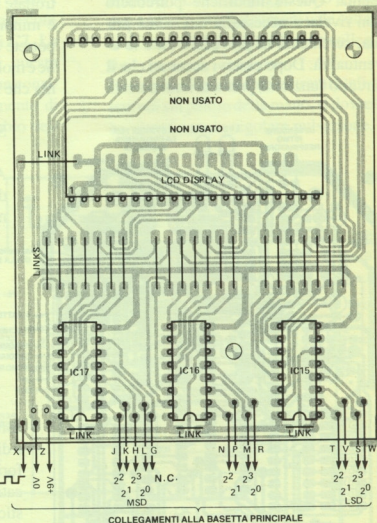 NON USATO
NON USATO
LINK
LCD DISPLAY
1
LINKS
IC17 IC16 IC15
LINK LINK LINK
X Y Z J K H L G N P M R T V S W
0V +9V 2² 2³ N.C. 2² 2³ 2² 2³
2¹ 2⁰ 2¹ 2⁰ 2¹ 2⁰
MSD LSD
COLLEGAMENTI ALLA BASETTA PRINCIPALE